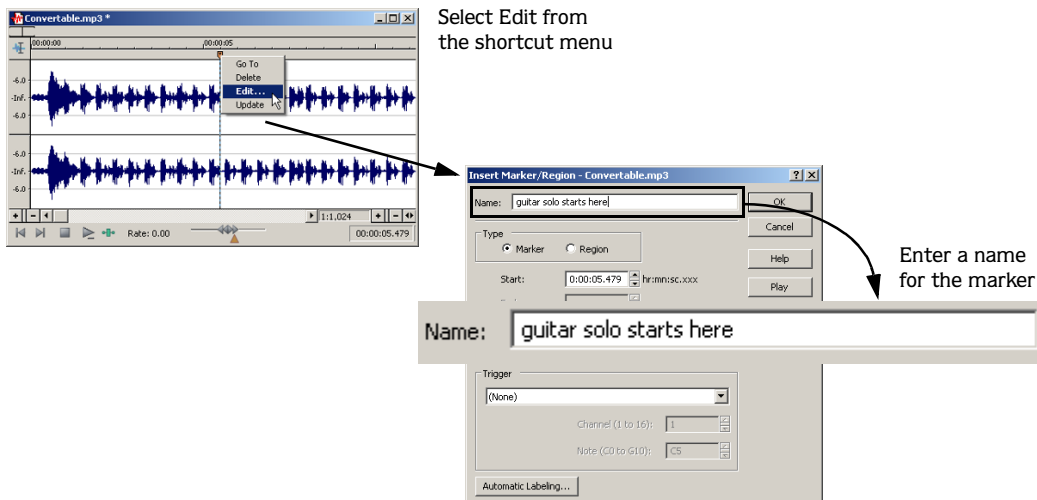 Convertable.mp3 *
Select Edit from
the shortcut menu
00:00:00
00:00:05
Go To
Delete
Edit...
Update
-6.0
-Inf.
-6.0
-6.0
-Inf.
-6.0
1:1,024
Rate: 0.00
00:00:05.479
Insert Marker/Region - Convertable.mp3
Name: guitar solo starts here
OK
Cancel
Type
Marker
Region
Help
Start: 0:00:05.479 hr:mn:sc.xxx
Play
Enter a name
for the marker
Name: guitar solo starts here
Trigger
(None)
Channel (1 to 16): 1
Note (C0 to G10): C5
Automatic Labeling...